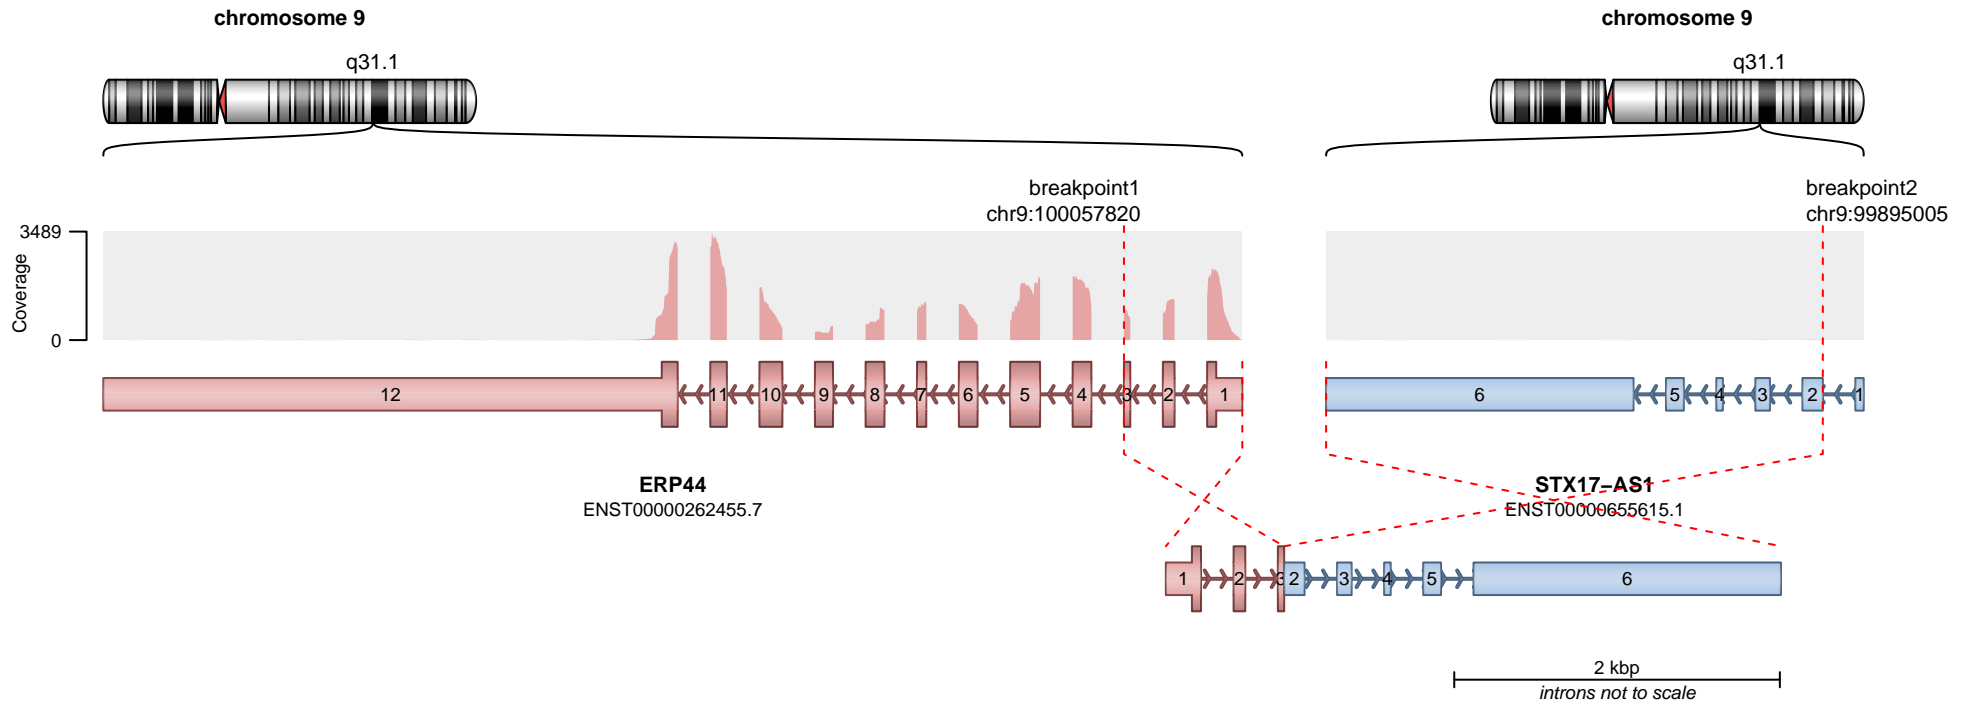 chromosome 9
chromosome 9
q31.1
q31.1
breakpoint1
chr9:100057820
breakpoint2
chr9:99895005
3489
Coverage
0
12 11 10 9 8 7 6 5 4 3 2 1
6 5 4 3 2 1
ERP44
ENST00000262455.7
STX17–AS1
ENST00000655615.1
1 2 3 2 3 4 5 6
2 kbp
introns not to scale